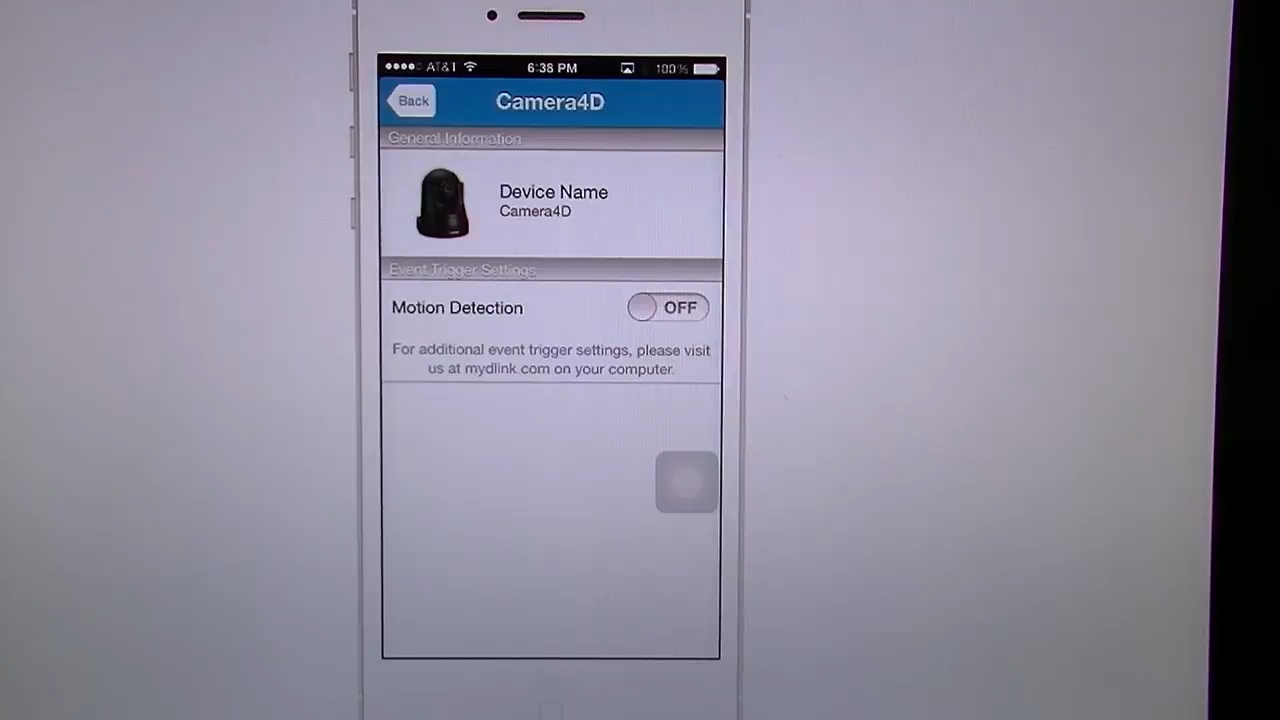 AT&T 6:38 PM 100%
Back Camera4D
General Information
Device Name
Camera4D
Event Trigger Settings
Motion Detection OFF
For additional event trigger settings, please visit
us at mydlink.com on your computer.